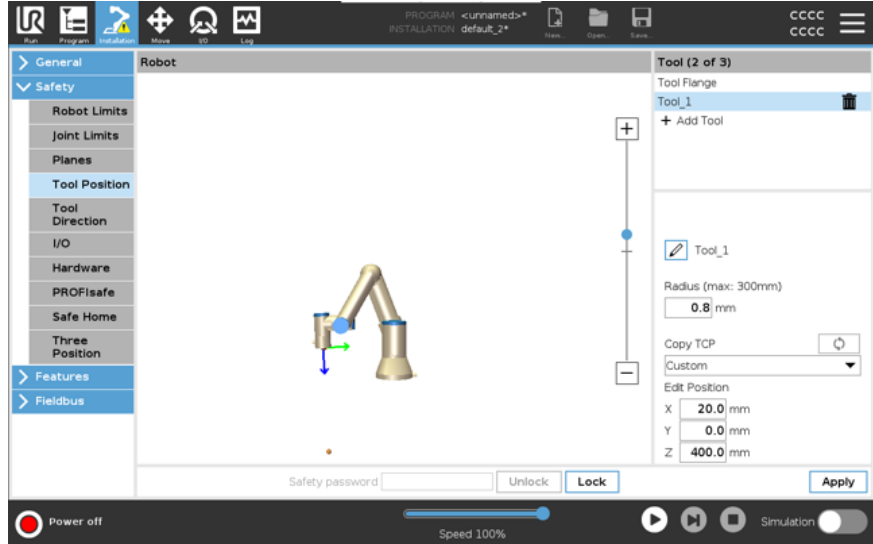 PROGRAM <unnamed>*
INSTALLATION default_2*
Run Program Installation Move I/O Log New... Open... Save...
cccc
cccc
General
Safety
Robot Limits
Joint Limits
Planes
Tool Position
Tool
Direction
I/O
Hardware
PROFIsafe
Safe Home
Three
Position
Features
Fieldbus
Robot
Tool (2 of 3)
Tool Flange
Tool_1
+ Add Tool
Tool_1
Radius (max: 300mm)
0.8 mm
Copy TCP
Custom
Edit Position
X 20.0 mm
Y 0.0 mm
Z 400.0 mm
Safety password Unlock Lock Apply
Power off
Speed 100%
Simulation